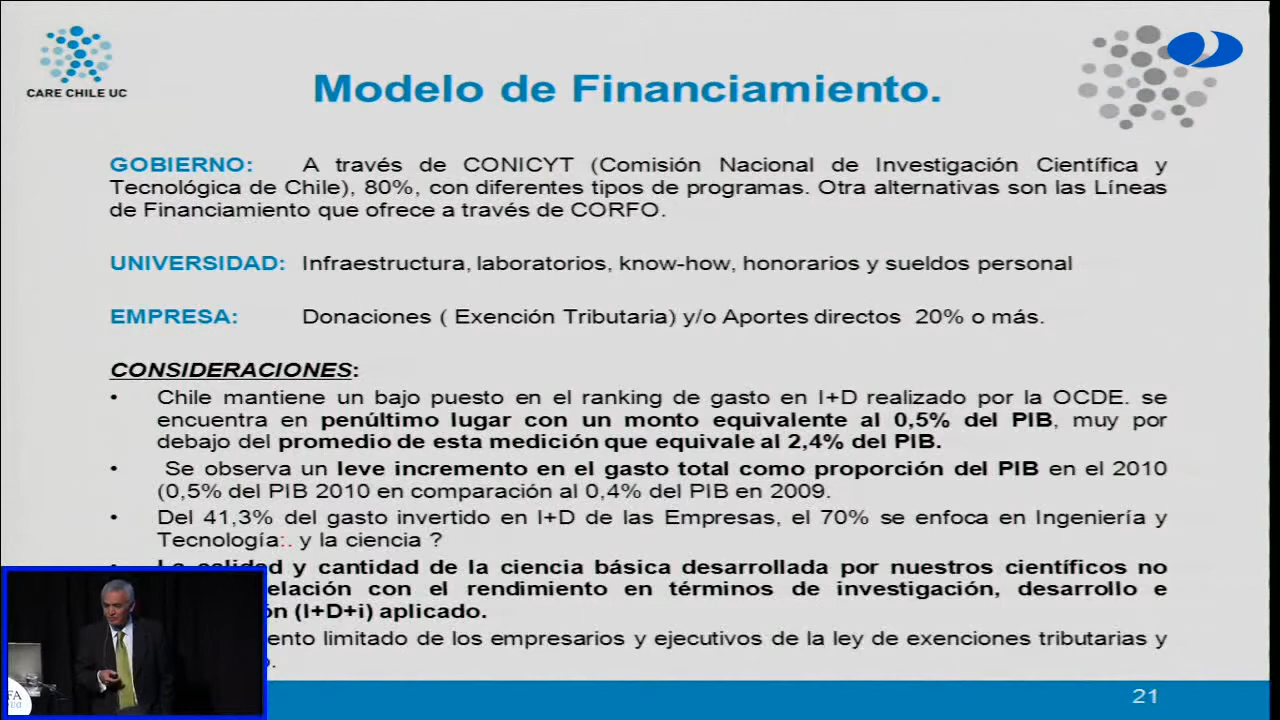 CARE CHILE UC
Modelo de Financiamiento.
GOBIERNO: A través de CONICYT (Comisión Nacional de Investigación Científica y
Tecnológica de Chile), 80%, con diferentes tipos de programas. Otra alternativas son las Líneas
de Financiamiento que ofrece a través de CORFO.
UNIVERSIDAD: Infraestructura, laboratorios, know-how, honorarios y sueldos personal
EMPRESA: Donaciones ( Exención Tributaria) y/o Aportes directos 20% o más.
CONSIDERACIONES:
• Chile mantiene un bajo puesto en el ranking de gasto en I+D realizado por la OCDE. se
encuentra en penúltimo lugar con un monto equivalente al 0,5% del PIB, muy por
debajo del promedio de esta medición que equivale al 2,4% del PIB.
• Se observa un leve incremento en el gasto total como proporción del PIB en el 2010
(0,5% del PIB 2010 en comparación al 0,4% del PIB en 2009.
• Del 41,3% del gasto invertido en I+D de las Empresas, el 70% se enfoca en Ingeniería y
Tecnología:. y la ciencia ?
y cantidad de la ciencia básica desarrollada por nuestros científicos no
elación con el rendimiento en términos de investigación, desarrollo e
ón (I+D+i) aplicado.
ento limitado de los empresarios y ejecutivos de la ley de exenciones tributarias y
o.
FA
21